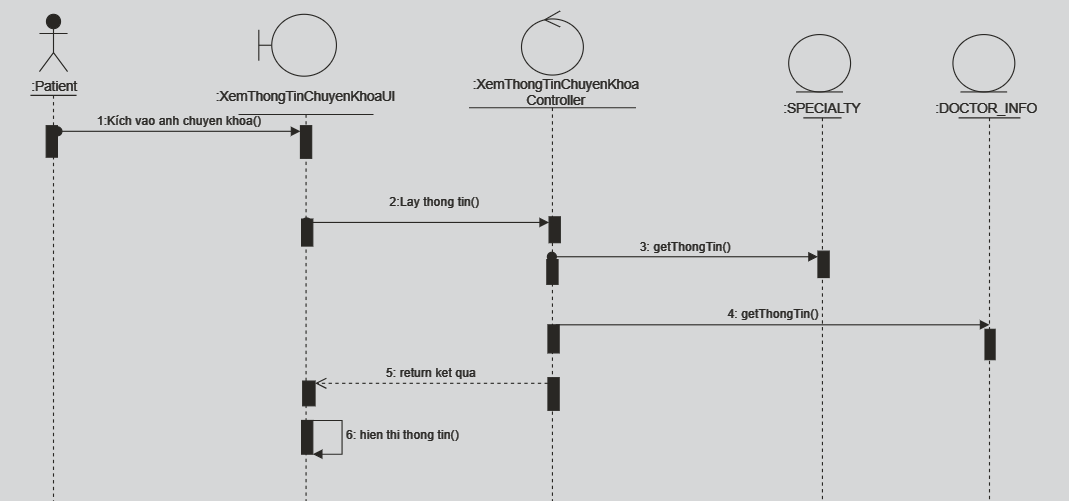 :Patient
:XemThongTinChuyenKhoaUI
:XemThongTinChuyenKhoa
Controller
:SPECIALTY
:DOCTOR_INFO
1:Kích vao anh chuyen khoa()
2:Lay thong tin()
3: getThongTin()
4: getThongTin()
5: return ket qua
6: hien thi thong tin()